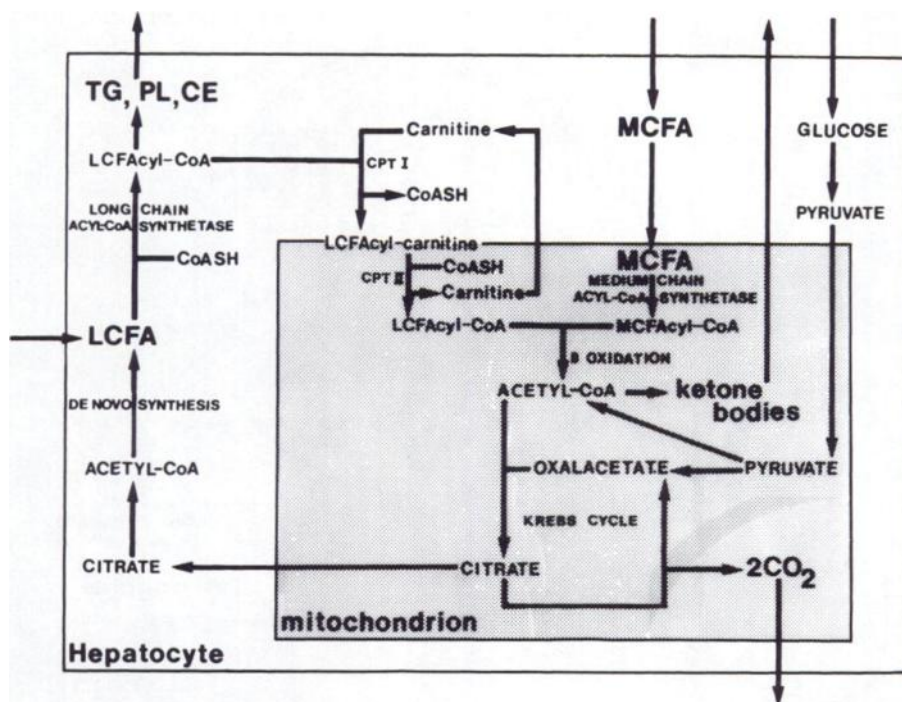 TG, PL, CE
LCFAcyl-CoA
LONG CHAIN
ACYL-CoA SYNTHETASE
CoASH
LCFA
DE NOVO SYNTHESIS
ACETYL-CoA
CITRATE
Carnitine
CPT I
CoASH
LCFAcyl-carnitine
CPT II
CoASH
Carnitine
LCFAcyl-CoA
MCFA
MCFA
MEDIUM CHAIN
ACYL-CoA SYNTHETASE
MCFAcyl-CoA
B OXIDATION
ACETYL-CoA
ketone
bodies
GLUCOSE
PYRUVATE
PYRUVATE
OXALACETATE
KREBS CYCLE
CITRATE
2CO₂
mitochondrion
Hepatocyte